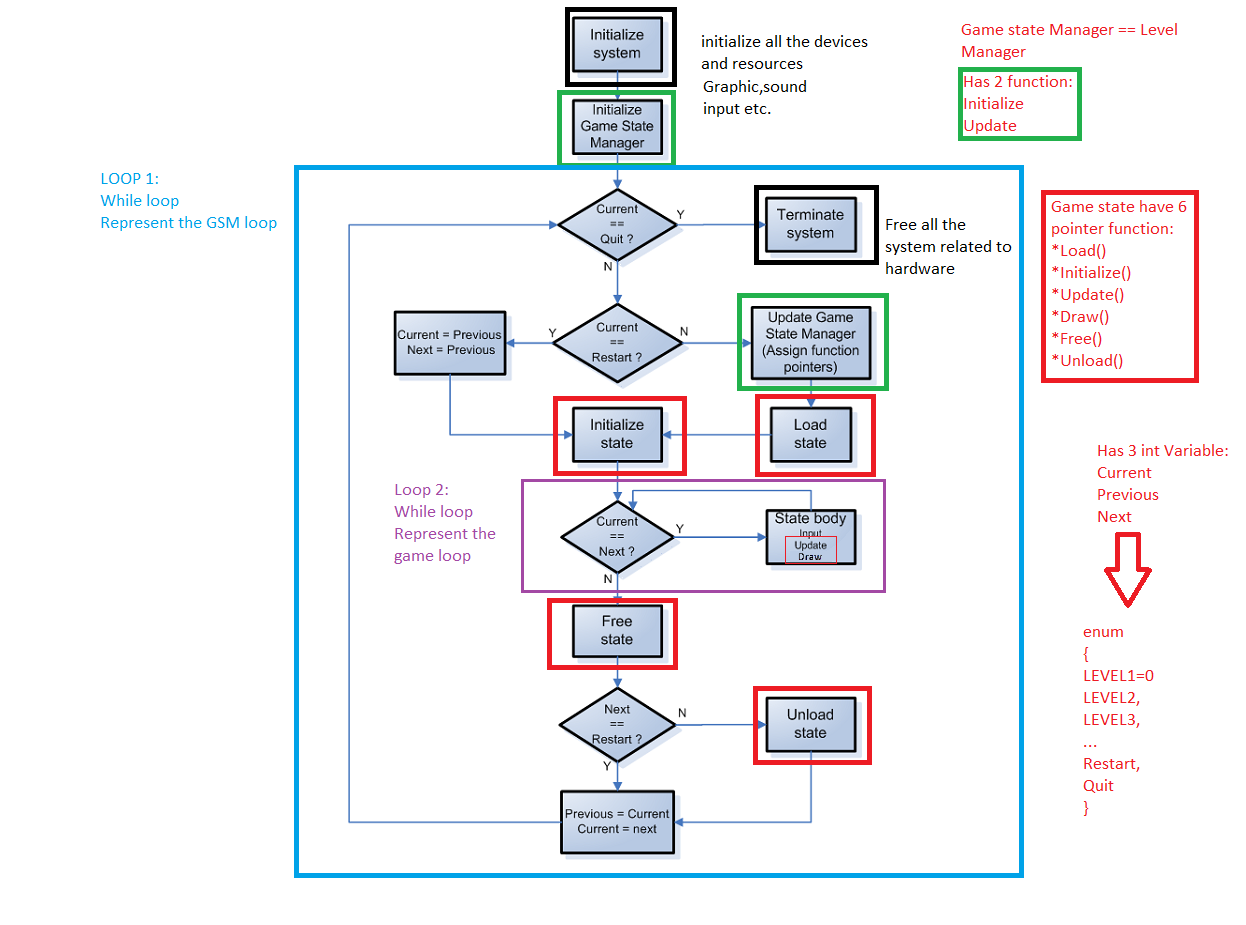 Initialize
system
initialize all the devices
and resources
Graphic,sound
input etc.
Game state Manager == Level
Manager
Has 2 function:
Initialize
Update
Initialize
Game State
Manager
LOOP 1:
While loop
Represent the GSM loop
Current
==
Quit ?
Y
N
Terminate
system
Free all the
system related to
hardware
Game state have 6
pointer function:
*Load()
*Initialize()
*Update()
*Draw()
*Free()
*Unload()
Current = Previous
Next = Previous
Y
Current
==
Restart ?
N
Update Game
State Manager
(Assign function
pointers)
Initialize
state
Load
state
Has 3 int Variable:
Current
Previous
Next
Loop 2:
While loop
Represent the
game loop
Current
==
Next ?
Y
N
State body
Input
Update
Draw
Free
state
enum
{
LEVEL1=0
LEVEL2,
LEVEL3,
...
Restart,
Quit
}
Next
==
Restart ?
N
Y
Unload
state
Previous = Current
Current = next